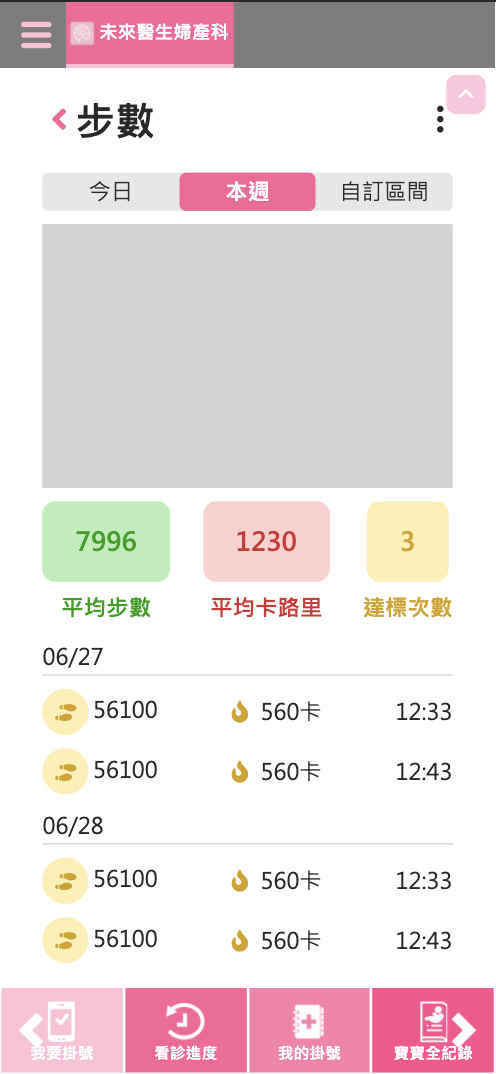 未來醫生婦產科
步數
今日 本週 自訂區間
7996 1230 3
平均步數 平均卡路里 達標次數
06/27
56100 560卡 12:33
56100 560卡 12:43
06/28
56100 560卡 12:33
56100 560卡 12:43
我要掛號 看診進度 我的掛號 寶寶全紀錄